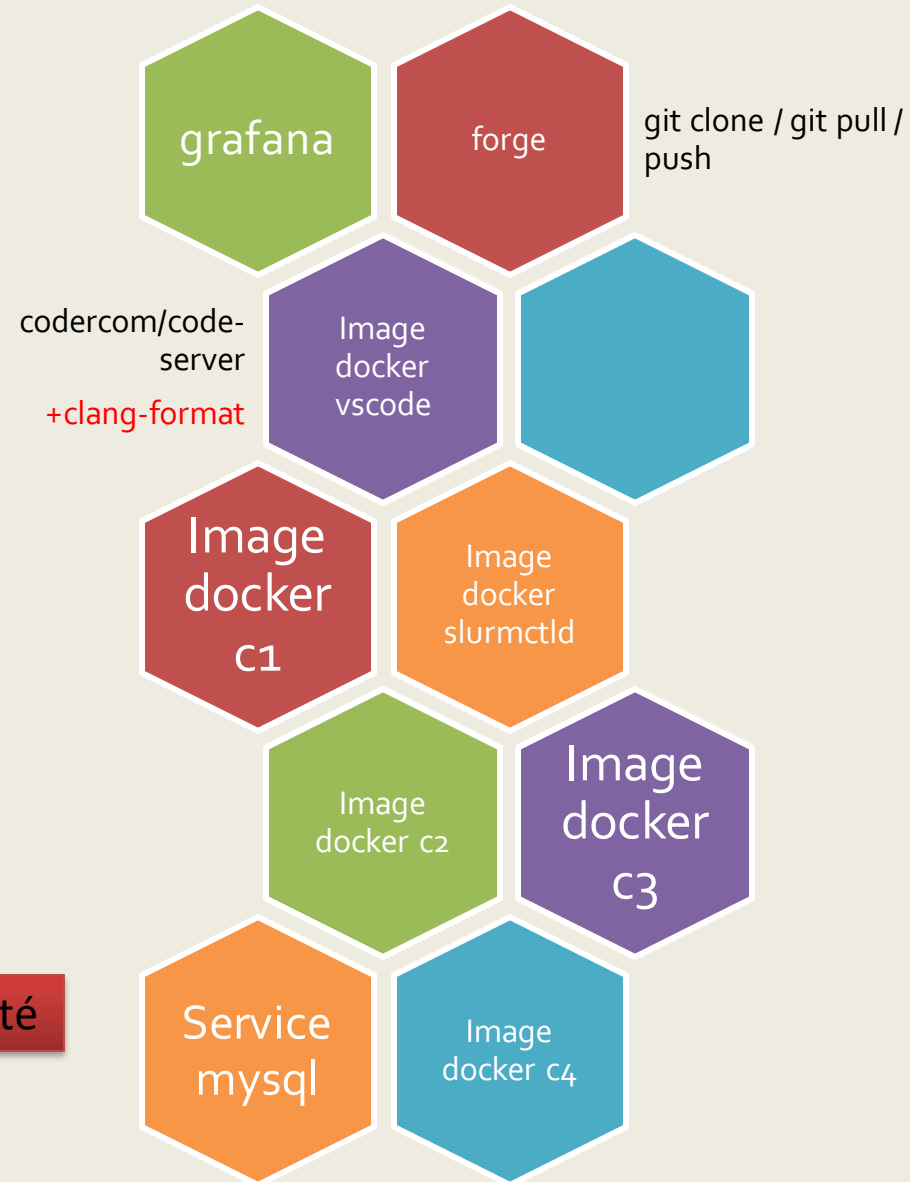 grafana
forge
git clone / git pull /
push
codercom/code-
server
+clang-format
Image
docker
vscode
Image
docker
c1
Image
docker
slurmctld
Image
docker c2
Image
docker
c3
té
Service
mysql
Image
docker c4